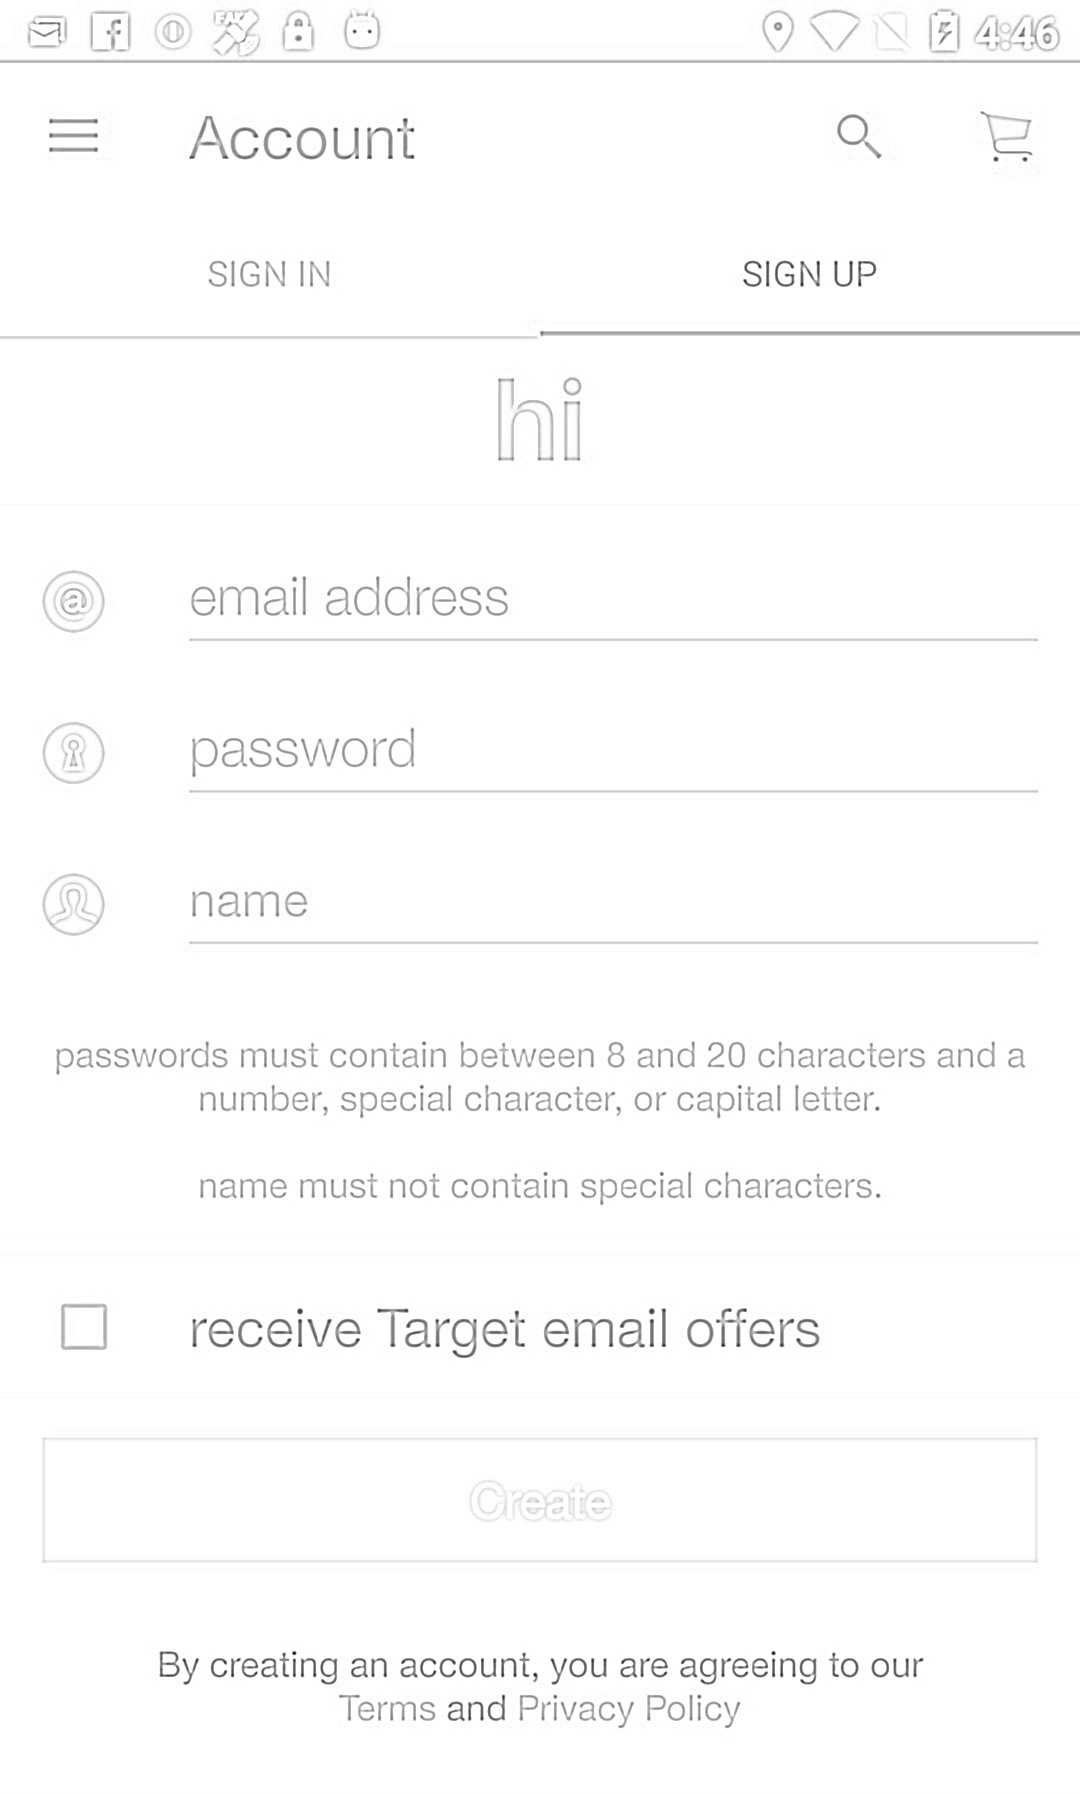 4:46
Account
SIGN IN
SIGN UP
hi
@
email address
password
name
passwords must contain between 8 and 20 characters and a
number, special character, or capital letter.
name must not contain special characters.
receive Target email offers
Create
By creating an account, you are agreeing to our
Terms and Privacy Policy